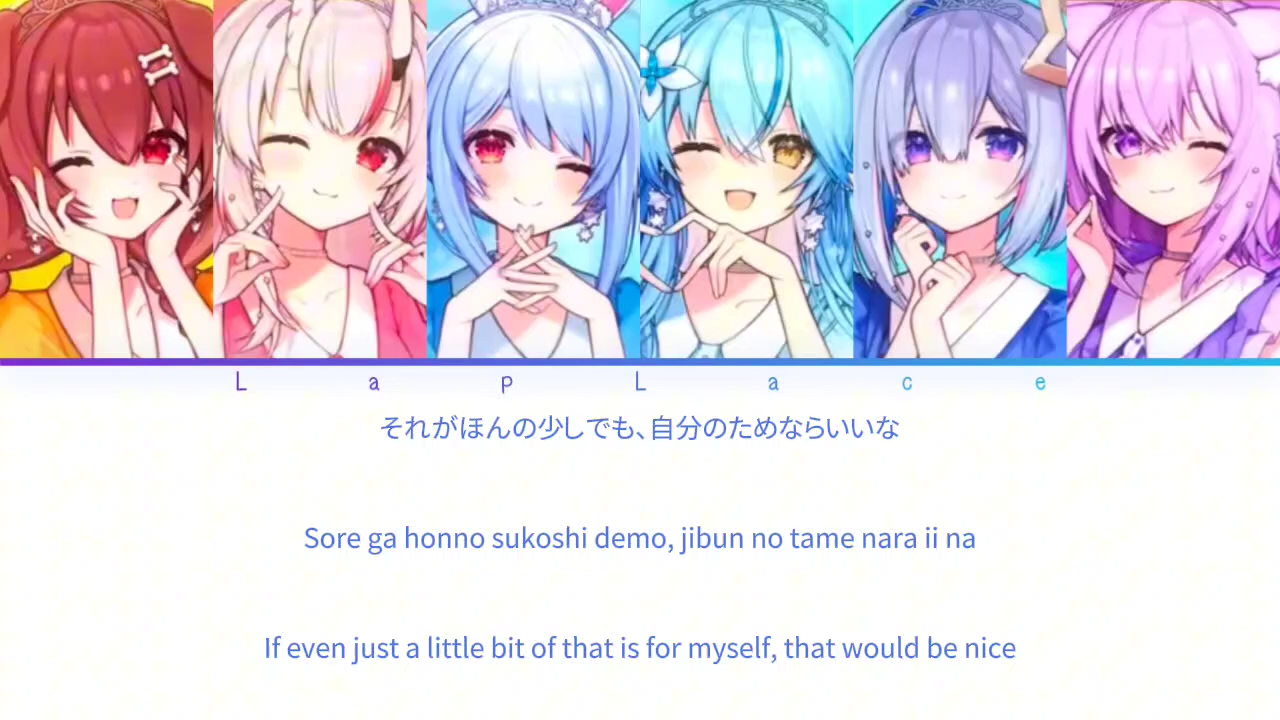 LapLace
それがほんの少しでも、自分のためならいいな
Sore ga honno sukoshi demo, jibun no tame nara ii na
If even just a little bit of that is for myself, that would be nice